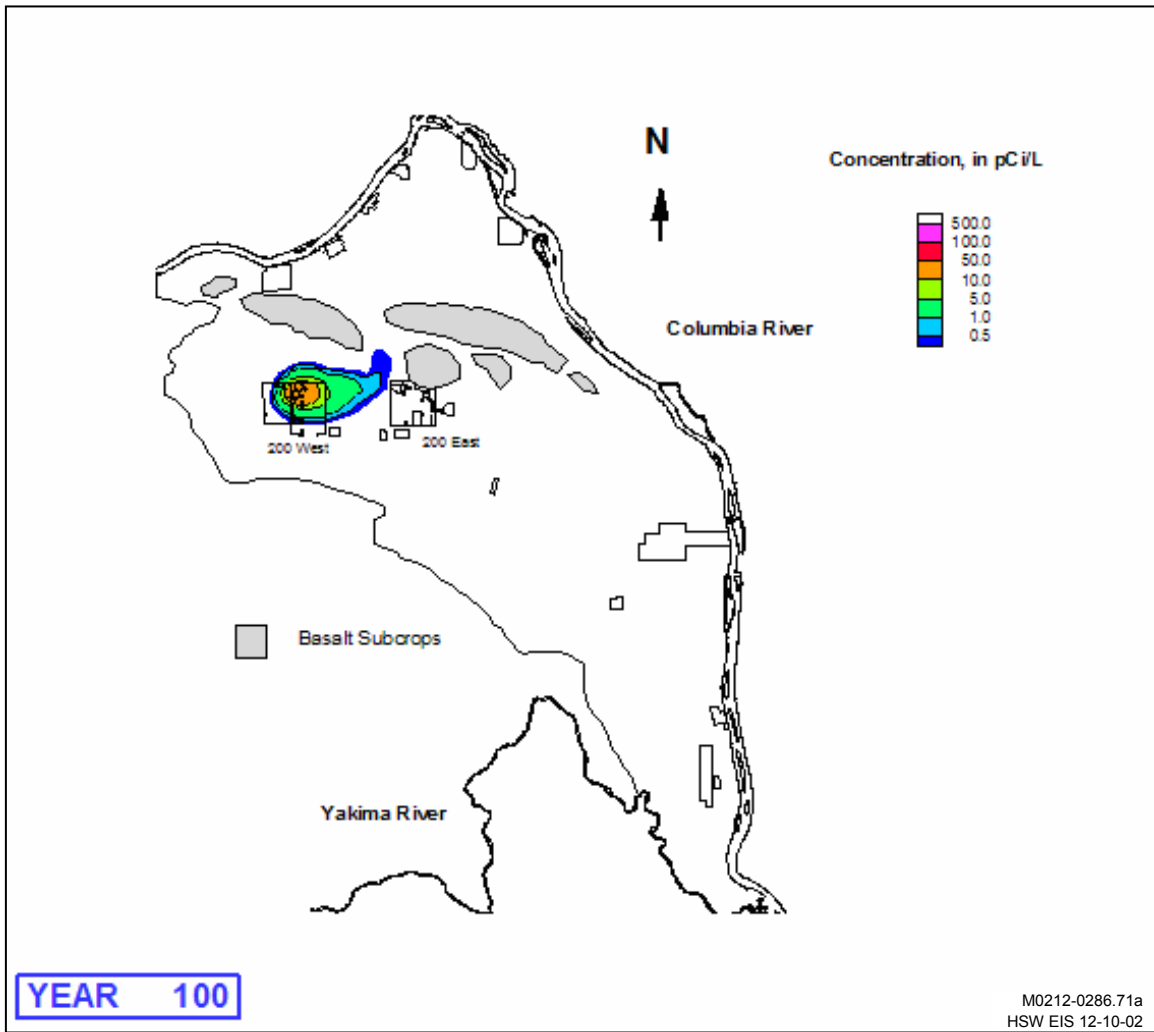 N
Concentration, in pCi/L
500.0
100.0
50.0
10.0
5.0
1.0
0.5
Columbia River
200 West
200 East
Basalt Subcrops
Yakima River
YEAR 100
M0212-0286.71a
HSW EIS 12-10-02